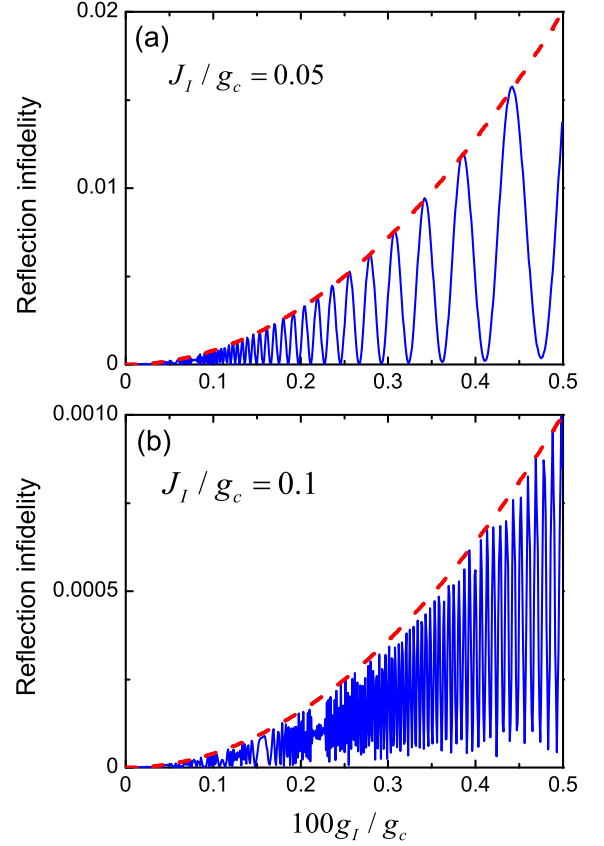 (a)
J_I / g_c = 0.05
Reflection infidelity
0.02
0.01
0
0 0.1 0.2 0.3 0.4 0.5
(b)
J_I / g_c = 0.1
Reflection infidelity
0.0010
0.0005
0
0 0.1 0.2 0.3 0.4 0.5
100g_I / g_c